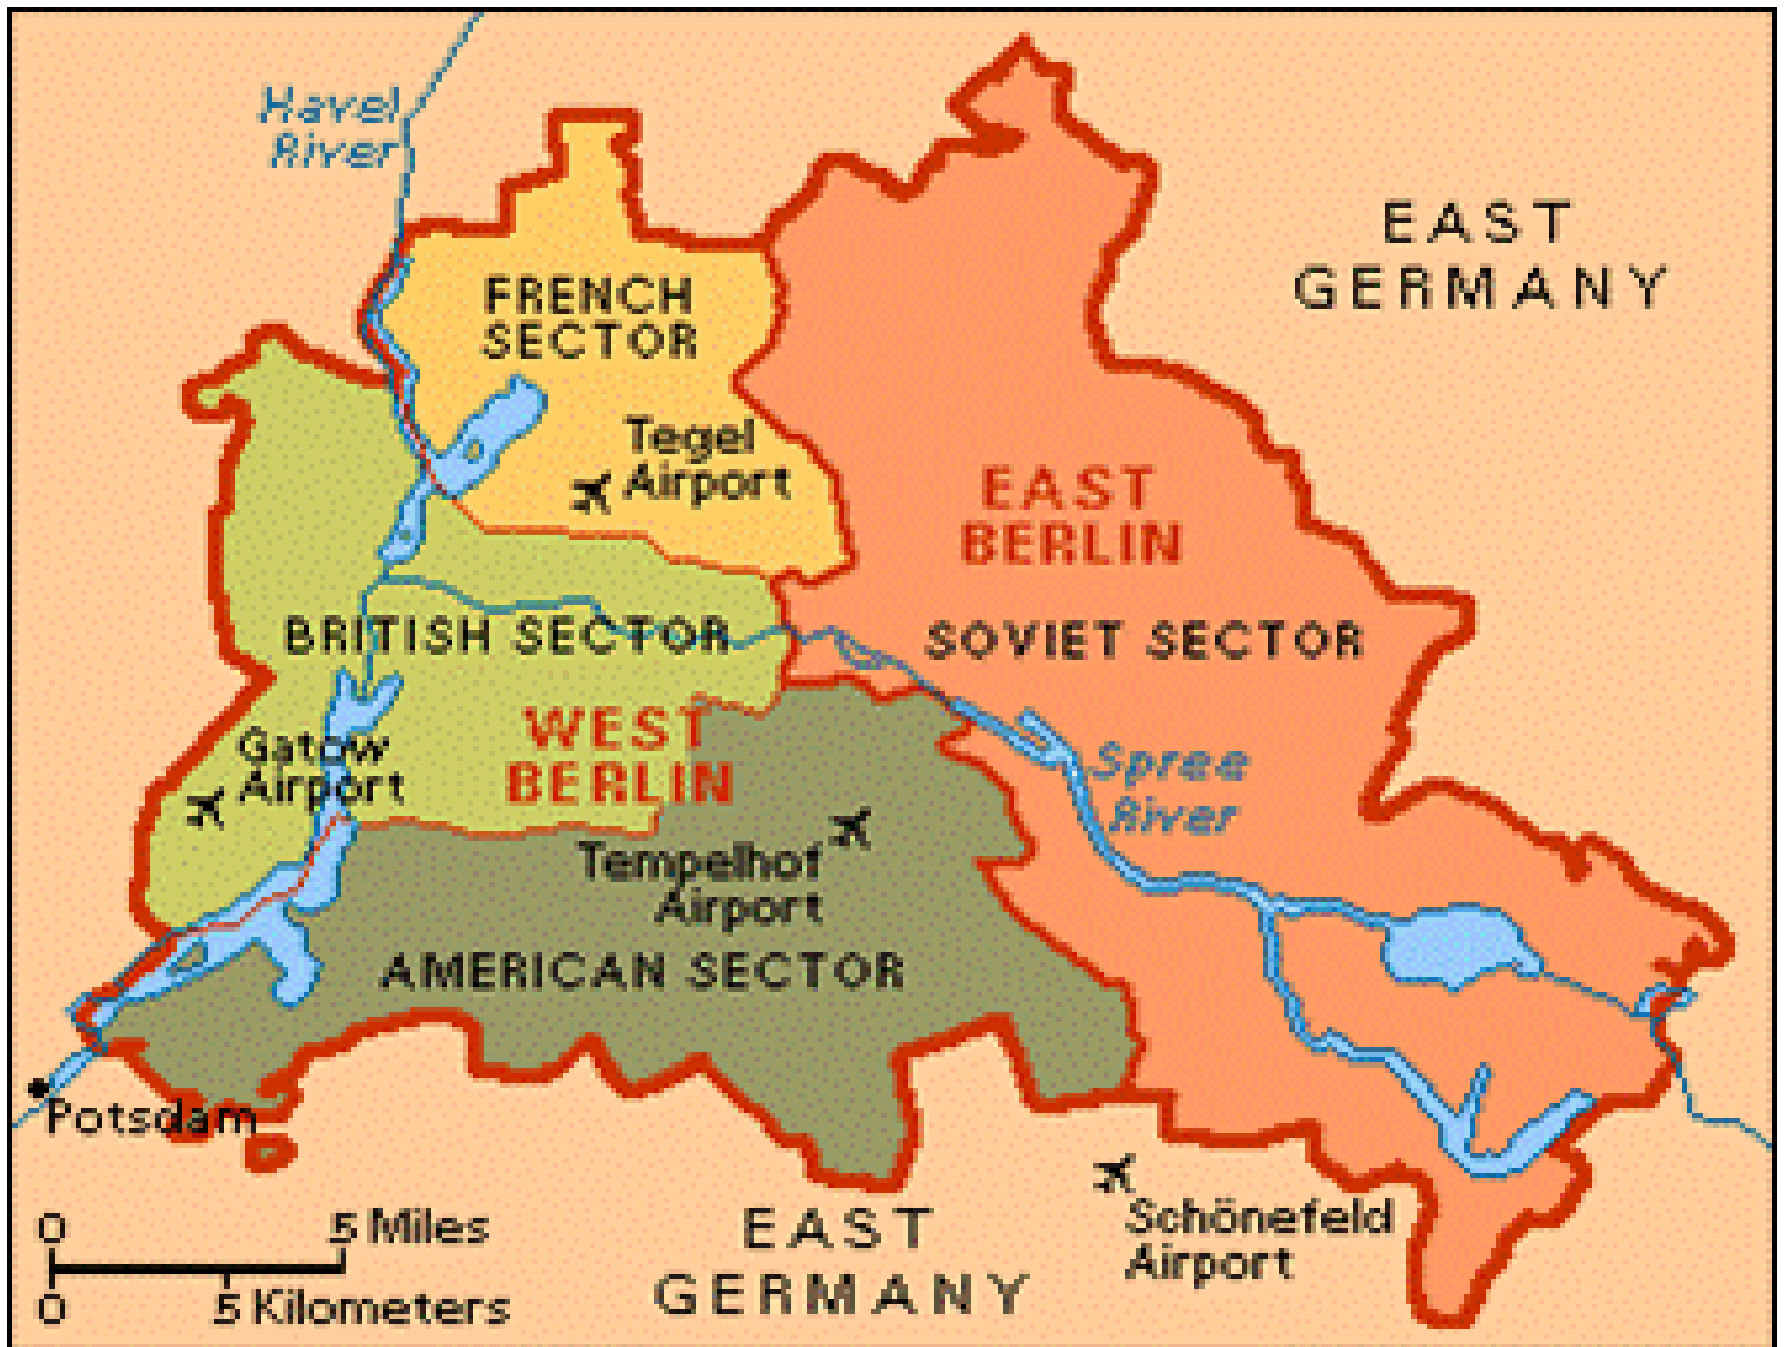 Havel
River
EAST
GERMANY
FRENCH
SECTOR
Tegel
Airport
EAST
BERLIN
BRITISH SECTOR
SOVIET SECTOR
WEST
BERLIN
Gatow
Airport
Spree
River
Tempelhof
Airport
AMERICAN SECTOR
Potsdam
Schönefeld
Airport
EAST
GERMANY
0 5 Miles
0 5 Kilometers